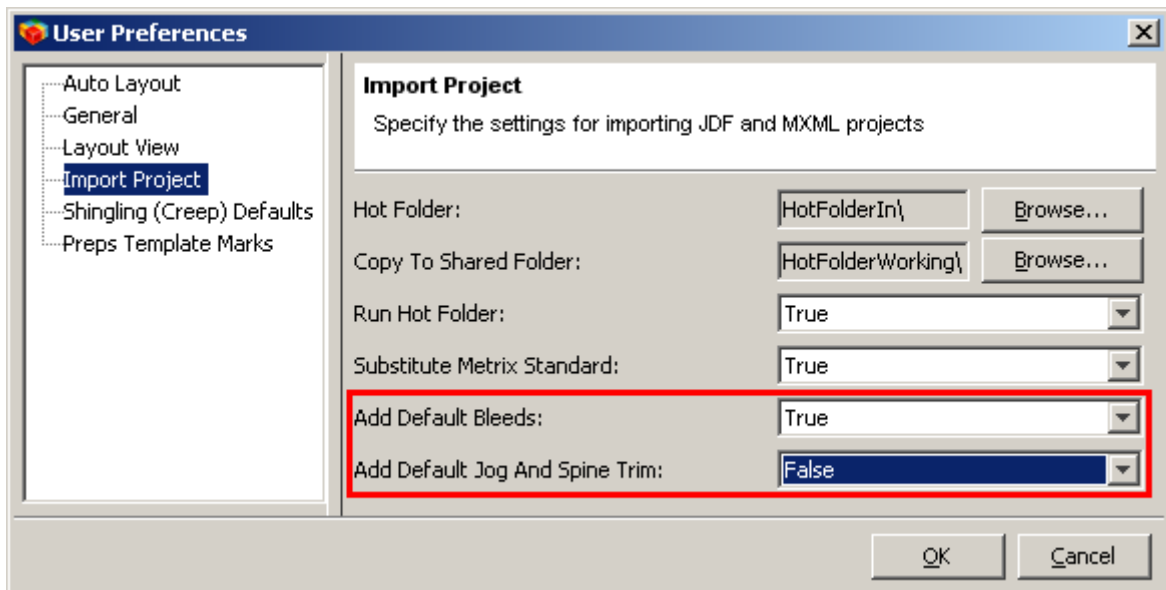 User Preferences
Auto Layout
General
Layout View
Import Project
Shingling (Creep) Defaults
Preps Template Marks
Import Project
Specify the settings for importing JDF and MXML projects
Hot Folder: HotFolderIn\ Browse...
Copy To Shared Folder: HotFolderWorking\ Browse...
Run Hot Folder: True
Substitute Metrix Standard: True
Add Default Bleeds: True
Add Default Jog And Spine Trim: False
OK Cancel